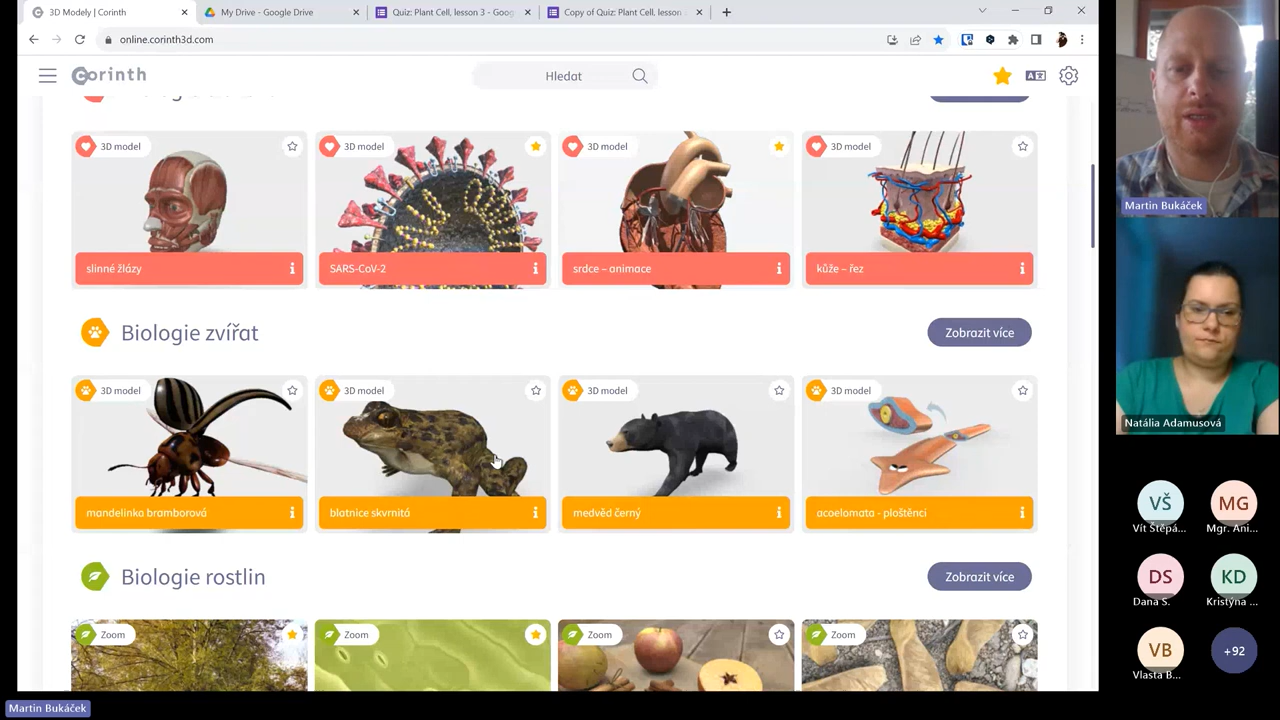 3D Modely | Corinth
My Drive - Google Drive
Quiz: Plant Cell, lesson 3 - Goog
Copy of Quiz: Plant Cell, lesson
online.corinth3d.com
Corinth
Hledat
3D model
3D model
3D model
3D model
slinné žlázy
SARS-CoV-2
srdce – animace
kůže – řez
Biologie zvířat
Zobrazit více
3D model
3D model
3D model
3D model
mandelinka bramborová
blatnice skvrnitá
medvěd černý
acoelomata - ploštěnci
Biologie rostlin
Zobrazit více
Zoom
Zoom
Zoom
Zoom
Martin Bukáček
Natália Adamusová
VŠ
Vít Štěpá...
MG
Mgr. Ani...
DS
Dana S.
KD
Kristýna ...
VB
Vlasta B...
+92
Martin Bukáček